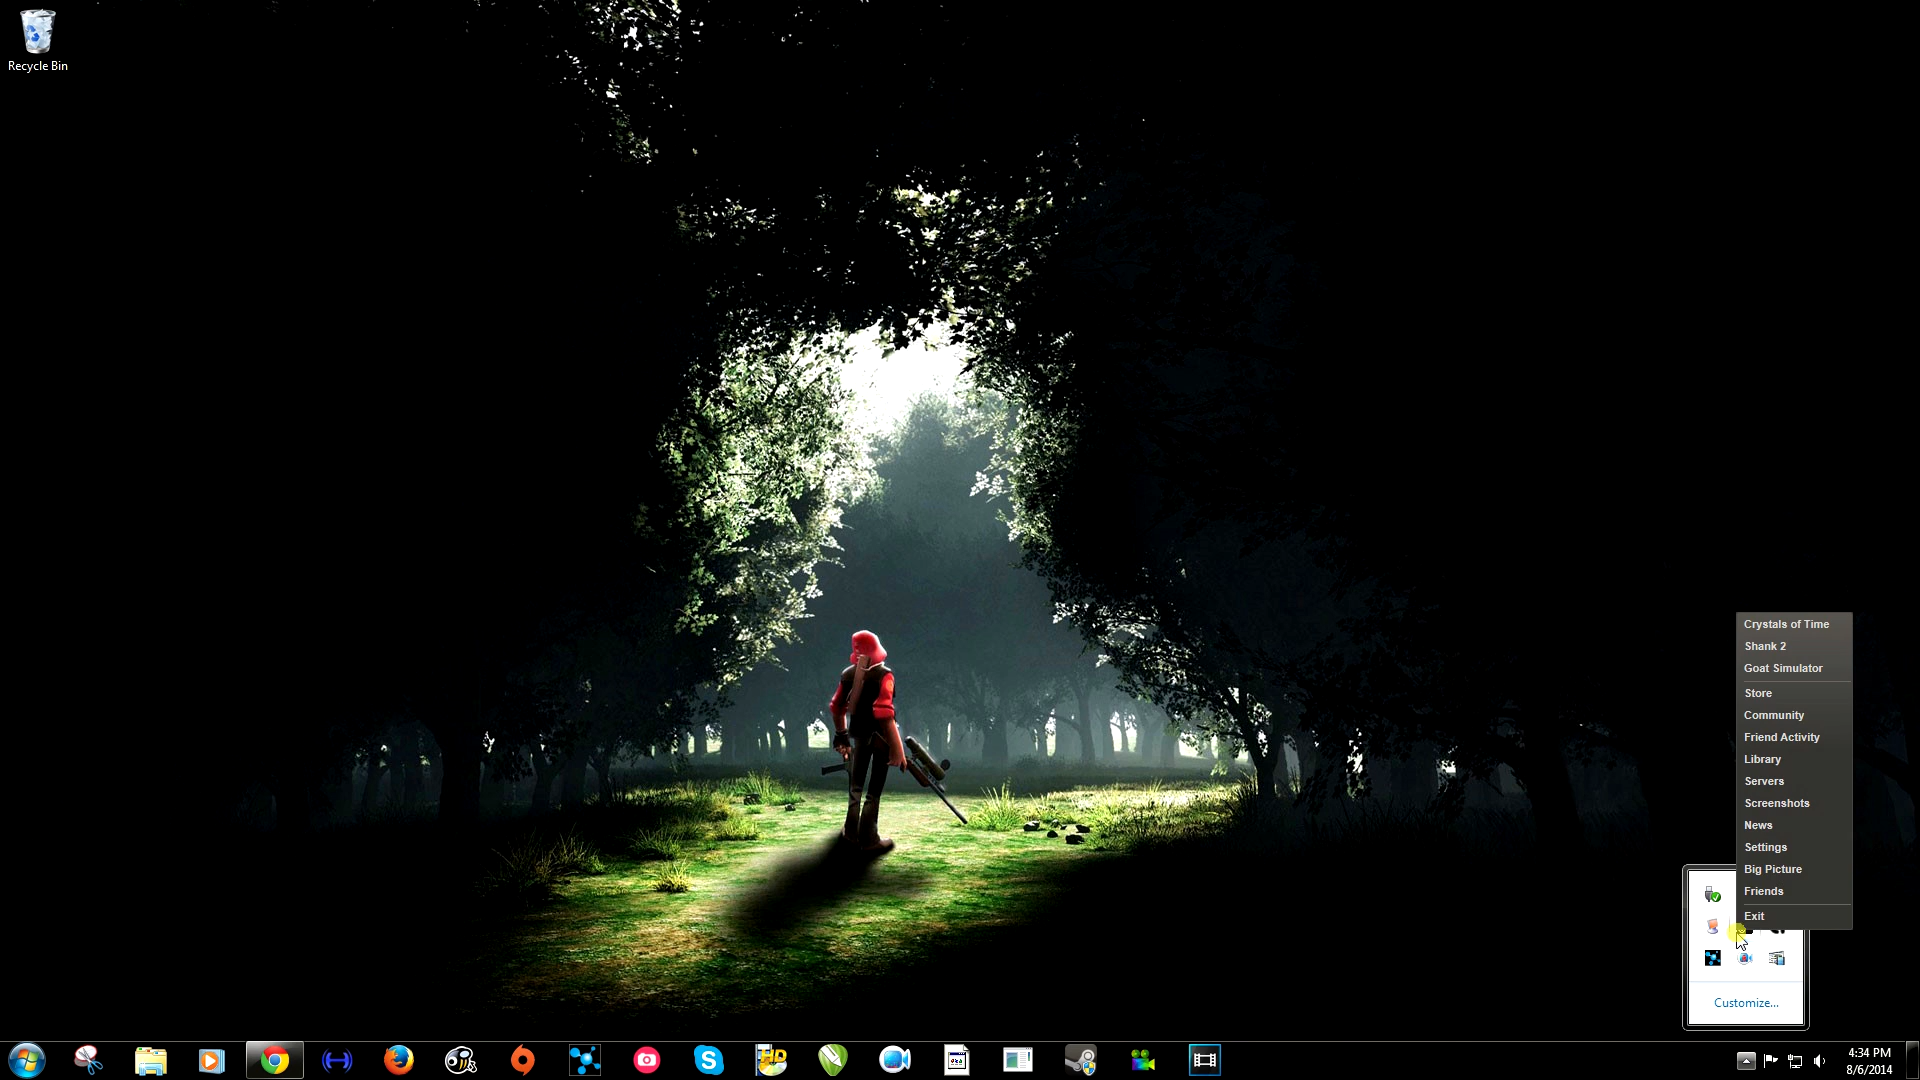 Recycle Bin
Crystals of Time
Shank 2
Goat Simulator
Store
Community
Friend Activity
Library
Servers
Screenshots
News
Settings
Big Picture
Friends
Exit
Customize...
HD
4:34 PM
8/6/2014